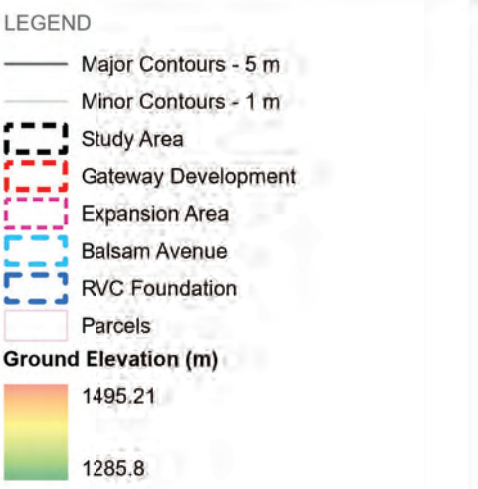 LEGEND
Major Contours - 5 m
Minor Contours - 1 m
Study Area
Gateway Development
Expansion Area
Balsam Avenue
RVC Foundation
Parcels
Ground Elevation (m)
1495.21
1285.8